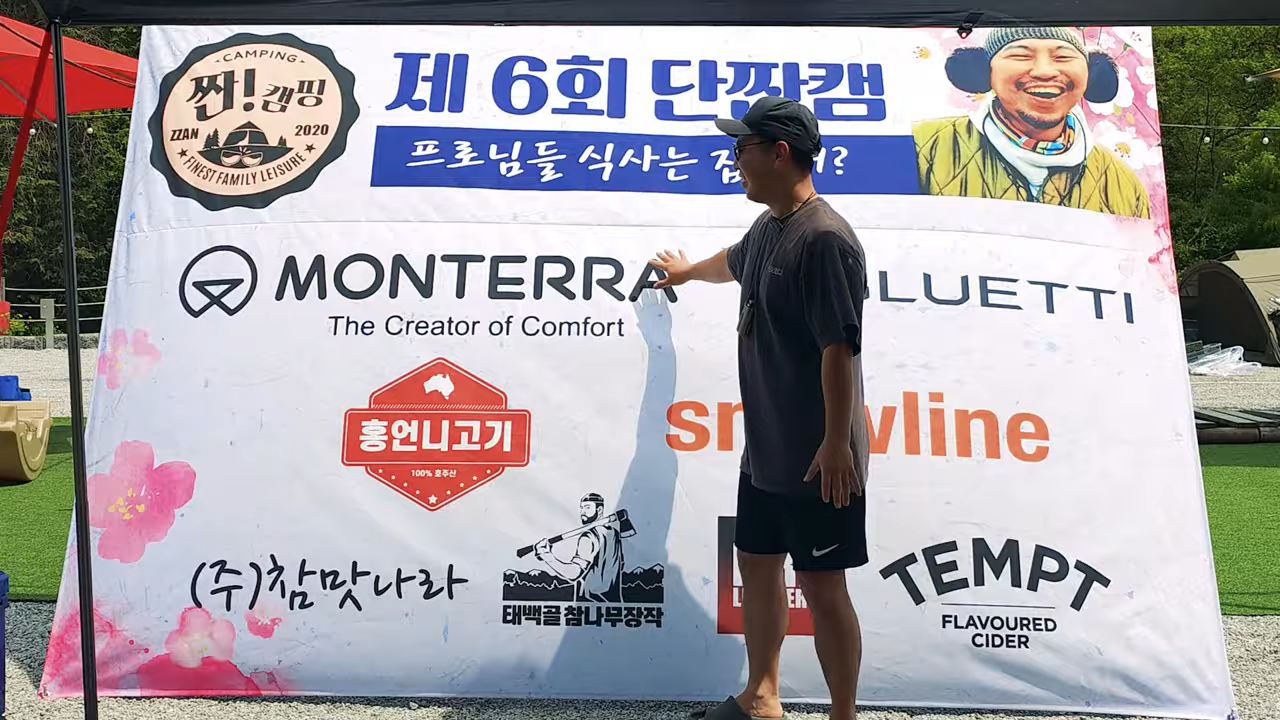 CAMPING
짠! 캠핑
ZZAN 2020
FINEST FAMILY LEISURE
제 6회 단짠캠
프로님들 식사는
MONTERRA
The Creator of Comfort
LUETTI
홍언니고기
100% 호주산
sn wline
(주)참맛나라
태백골 참나무장작
TEMPT
FLAVOURED
CIDER